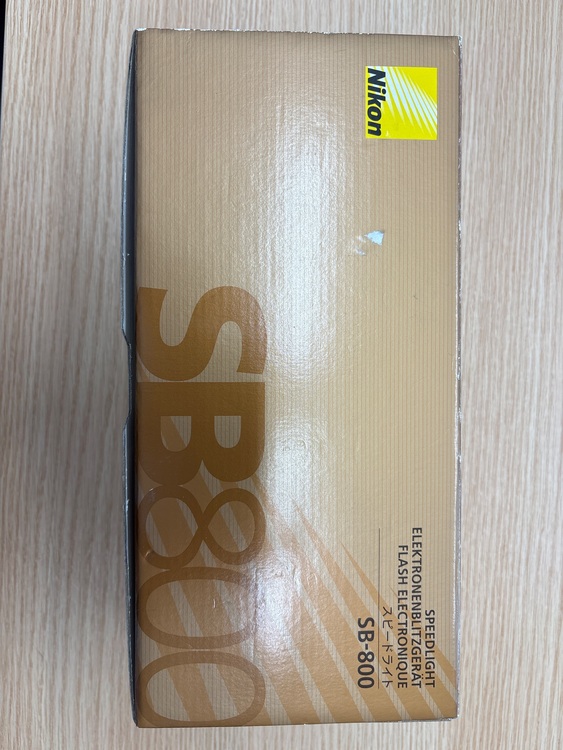 Nikon
SPEEDLIGHT
ELEKTRONENBLITZGERÄT
FLASH ELECTRONIQUE
スピードライト
SB-800
SB800